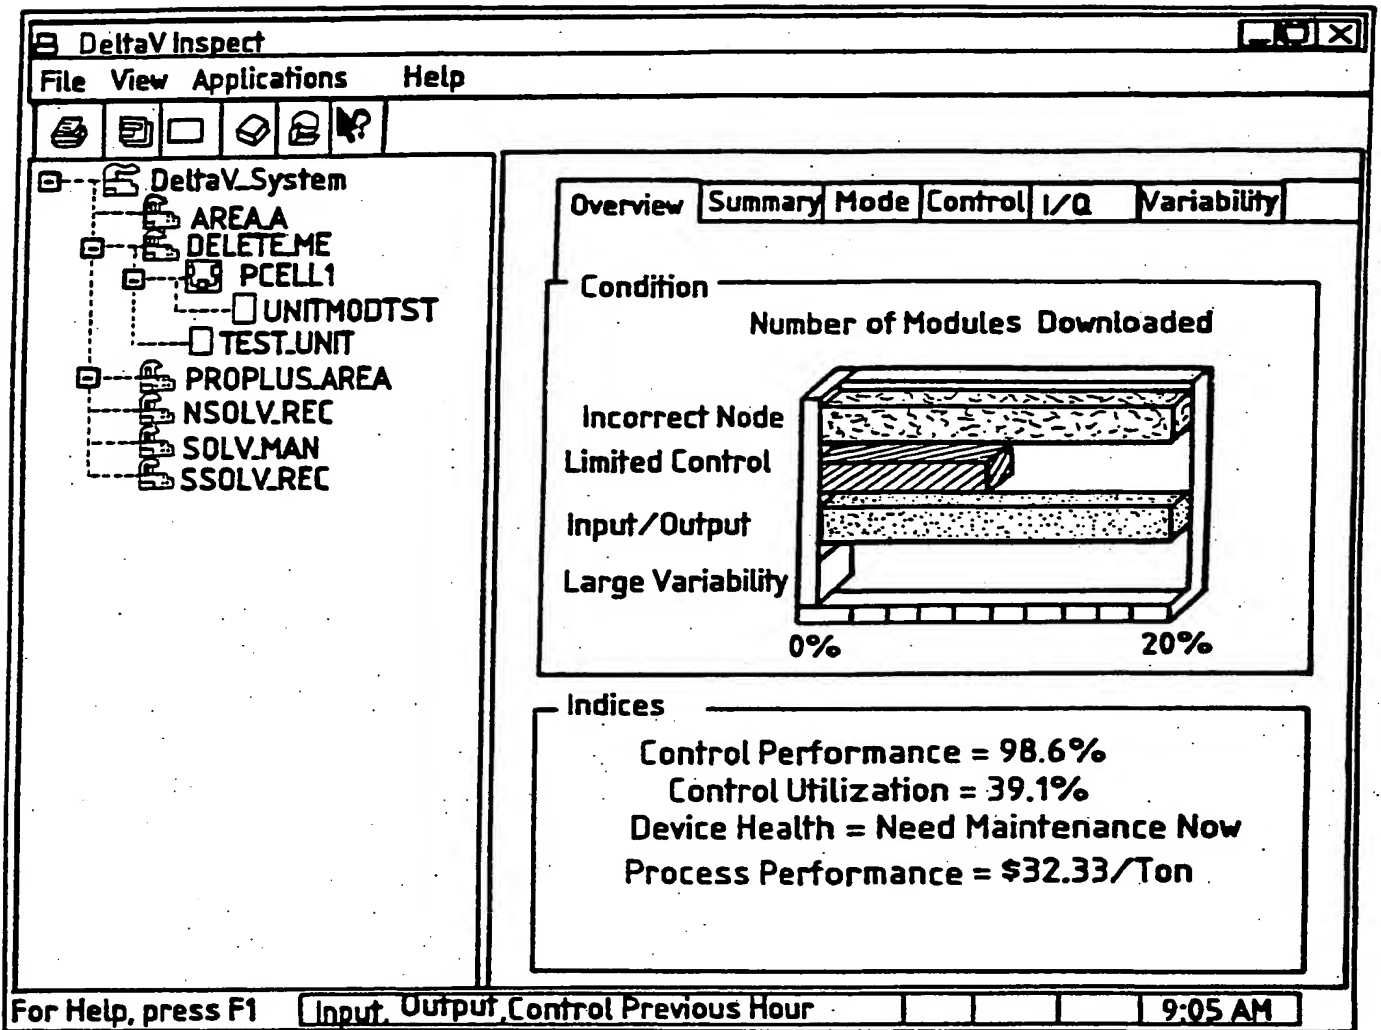 DeltaV Inspect
File View Applications Help
DeltaV_System
AREA_A
DELETE_ME
PCELL1
UNITMODTST
TEST_UNIT
PROPLUS_AREA
NSOLV_REC
SOLV_MAN
SSOLV_REC
Overview Summary Mode Control I/O Variability
Condition
Number of Modules Downloaded
Incorrect Node
Limited Control
Input/Output
Large Variability
0% 20%
Indices
Control Performance = 98.6%
Control Utilization = 39.1%
Device Health = Need Maintenance Now
Process Performance = $32.33/Ton
For Help, press F1 Input, Output, Control Previous Hour 9:05 AM